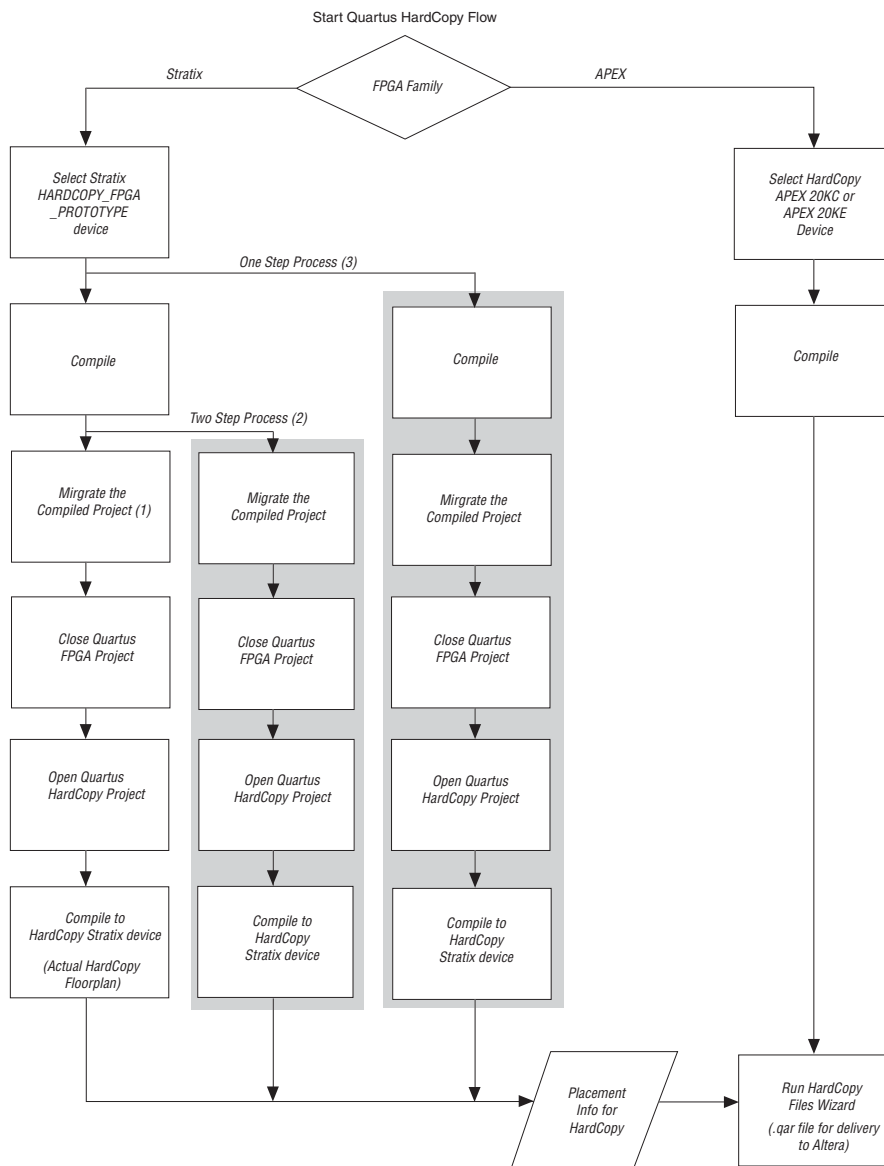 Start Quartus HardCopy Flow
Stratix
FPGA Family
APEX
Select Stratix
HARDCOPY_FPGA
_PROTOTYPE
device
Select HardCopy
APEX 20KC or
APEX 20KE
Device
One Step Process (3)
Compile
Compile
Compile
Two Step Process (2)
Mirgrate the
Compiled Project (1)
Migrate the
Compiled Project
Mirgrate the
Compiled Project
Close Quartus
FPGA Project
Close Quartus
FPGA Project
Close Quartus
FPGA Project
Open Quartus
HardCopy Project
Open Quartus
HardCopy Project
Open Quartus
HardCopy Project
Compile to
HardCopy Stratix device
(Actual HardCopy
Floorplan)
Compile to
HardCopy
Stratix device
Compile to
HardCopy
Stratix device
Placement
Info for
HardCopy
Run HardCopy
Files Wizard
(.qar file for delivery
to Altera)